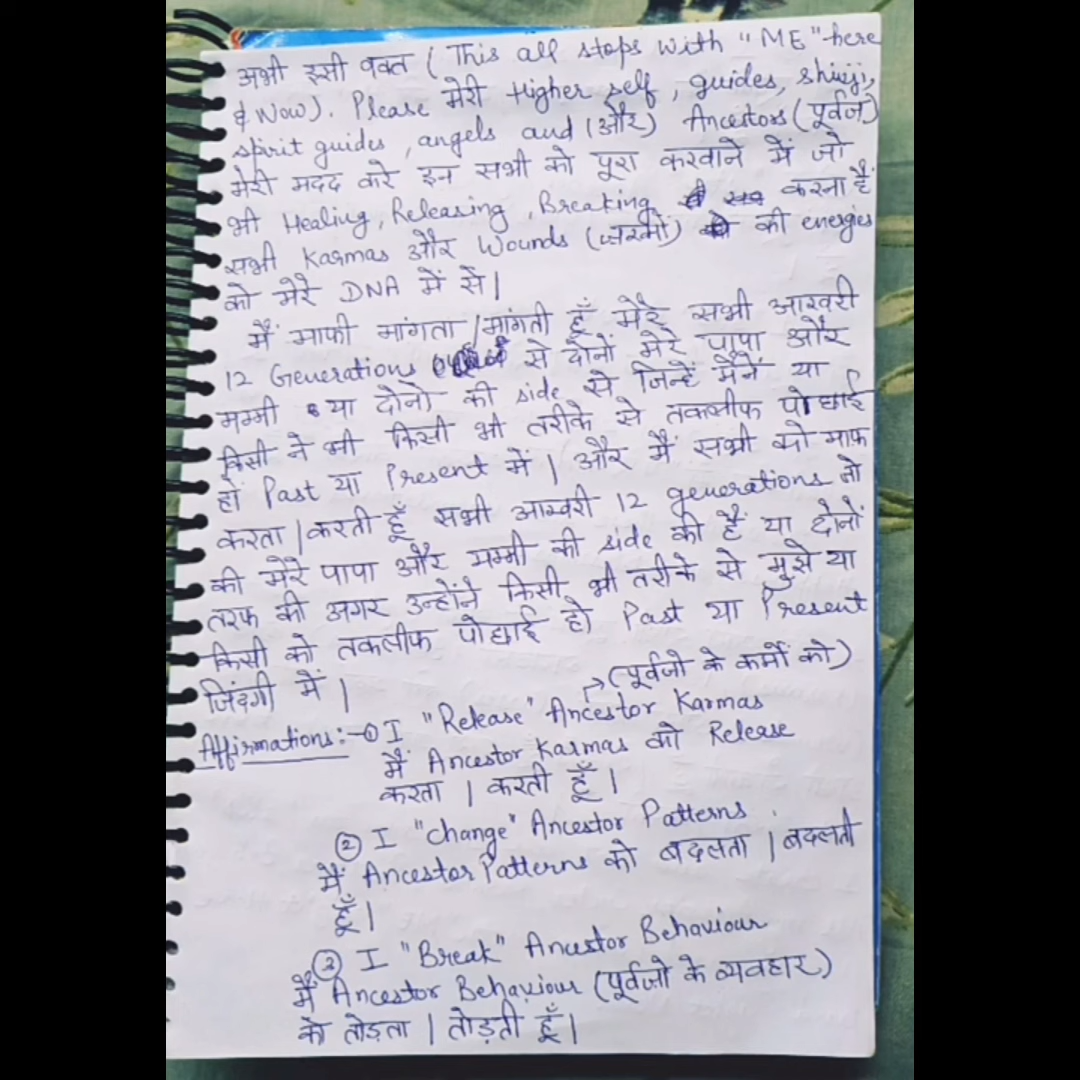 अभी इसी वक्त ( This all stops with "ME" here
& Now). Please मेरी Higher self, guides, shivji,
spirit guides, angels and (और) Ancestors (पूर्वज)
मेरी मदद करे इन सभी को पूरा करवाने में जो
भी Healing, Releasing, Breaking करना है
सभी Karmas और Wounds (जख्मों) की energies
को मेरे DNA में से |
मैं माफी मांगता / मांगती हूँ मेरे सभी आखरी
12 Generations से दोनों मेरे पापा और
मम्मी या दोनों की side से जिन्हें मैंनें या
किसी ने भी किसी भी तरीके से तकलीफ पोछाई
हो Past या Present में | और मैं सभी को माफ
करता | करती हूँ सभी आखरी 12 generations जो
की मेरे पापा और मम्मी की side की हैं या दोनों
तरफ की अगर उन्होंने किसी भी तरीके से मुझे या
किसी को तकलीफ पोछाई हो Past या Present
जिंदगी में |
→ (पूर्वजो के कर्मों को)
Affirmations:- ① I "Release" Ancestor Karmas
मैं Ancestor Karmas को Release
करता | करती हूँ |
② I "Change" Ancestor Patterns
मैं Ancestor Patterns को बदलता | बदलती
हूँ |
③ I "Break" Ancestor Behaviour
मैं Ancestor Behaviour (पूर्वजो के व्यवहार)
को तोड़ता | तोड़ती हूँ |